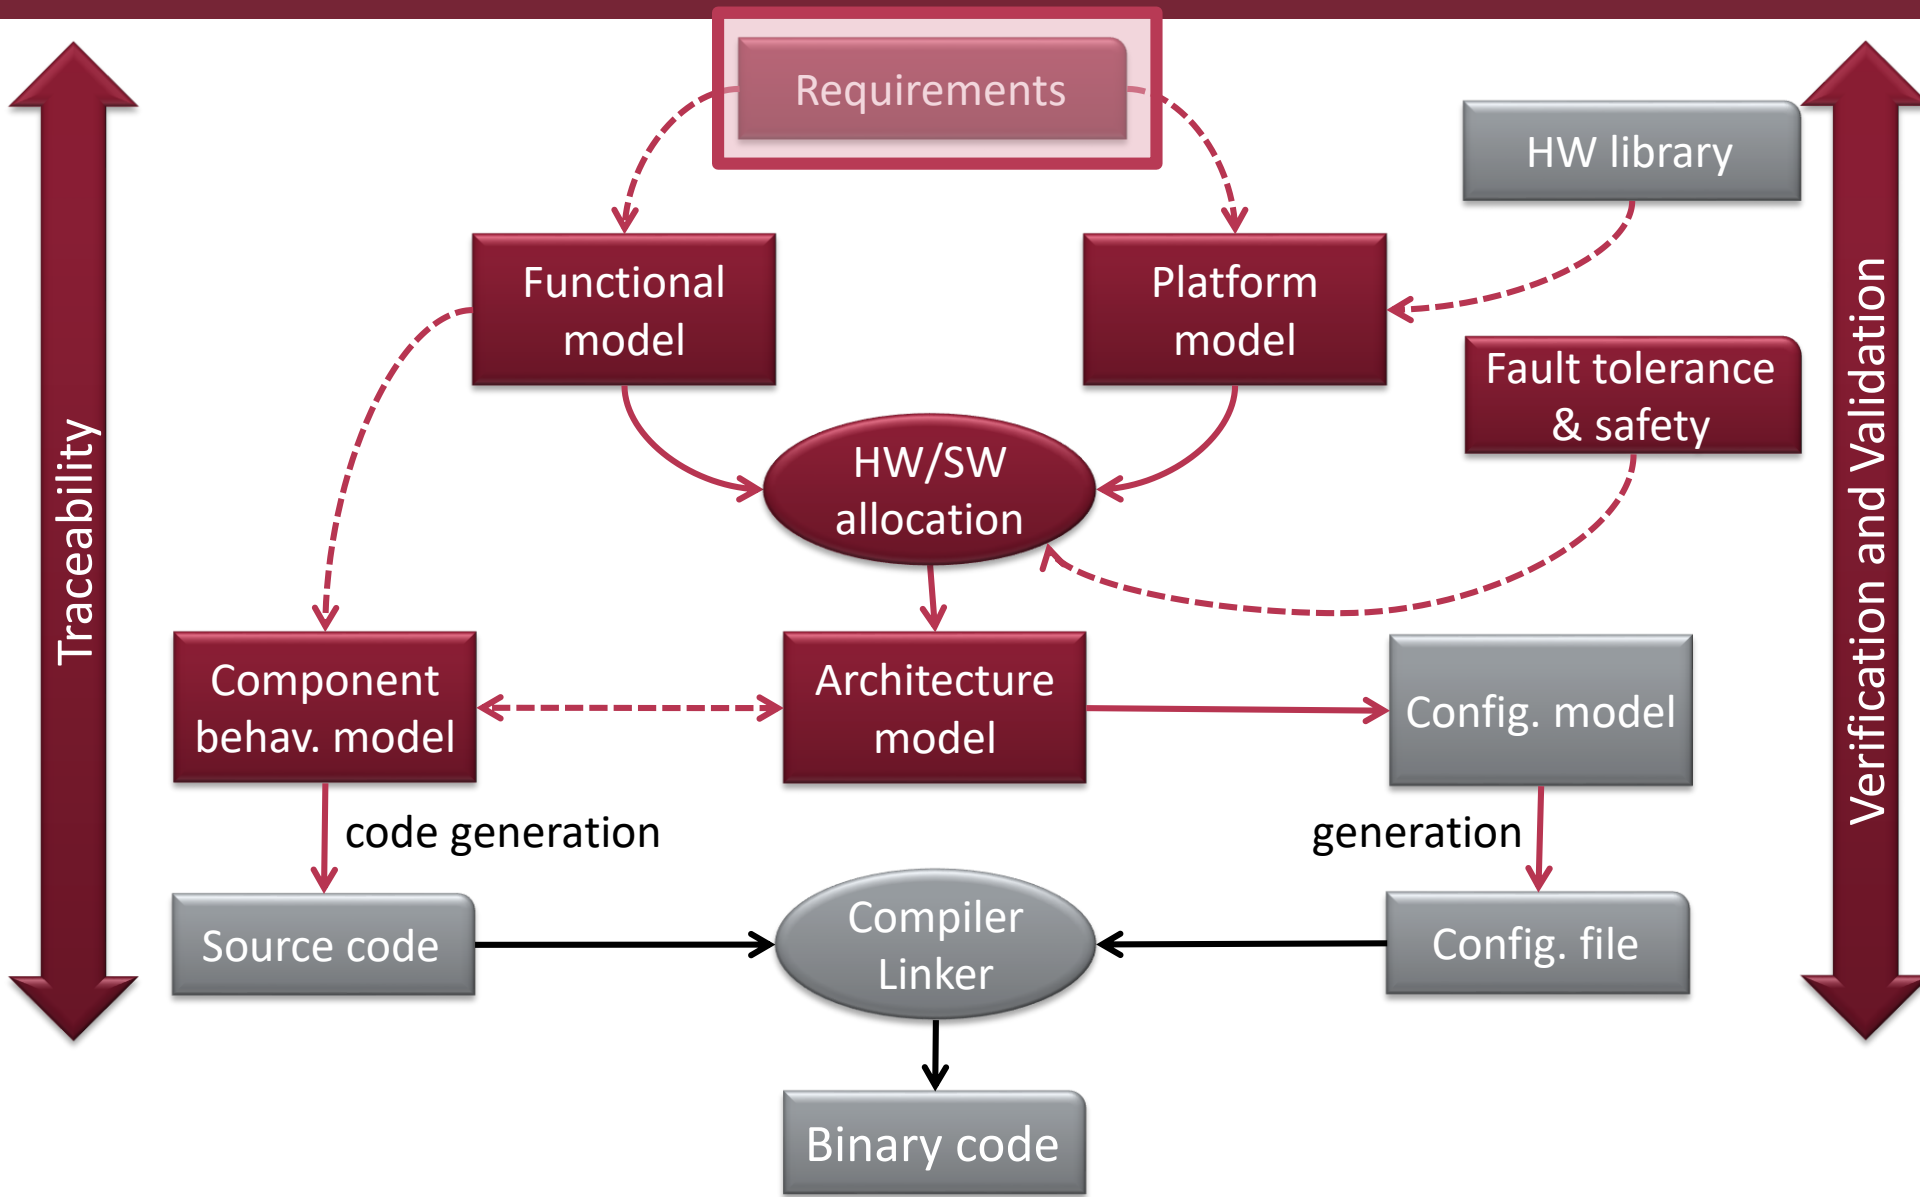 Requirements
HW library
Functional
model
Platform
model
Fault tolerance
& safety
HW/SW
allocation
Traceability
Verification and Validation
Component
behav. model
Architecture
model
Config. model
code generation
generation
Source code
Compiler
Linker
Config. file
Binary code